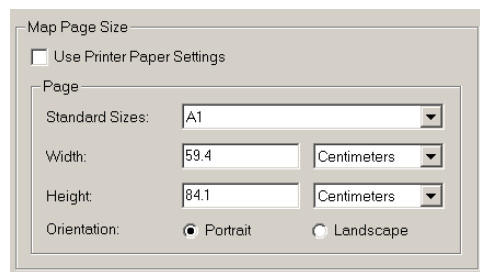 Map Page Size
Use Printer Paper Settings
Page
Standard Sizes: A1
Width: 59.4 Centimeters
Height: 84.1 Centimeters
Orientation: Portrait Landscape